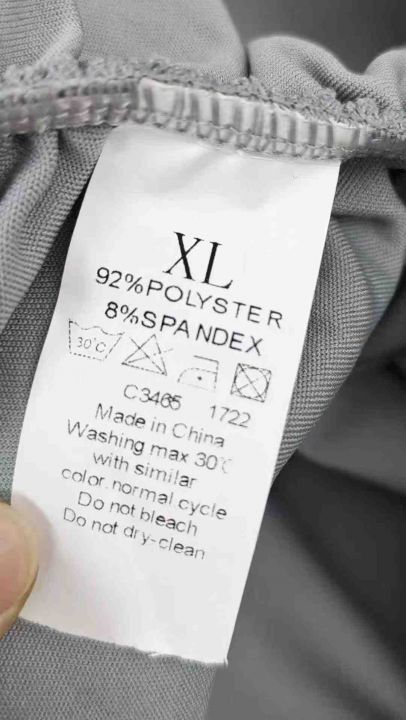 XL
92%POLYSTER
8%SPANDEX
30°C
C3465 1722
Made in China
Washing max 30℃
with similar
color.normal cycle
Do not bleach
Do not dry-clean